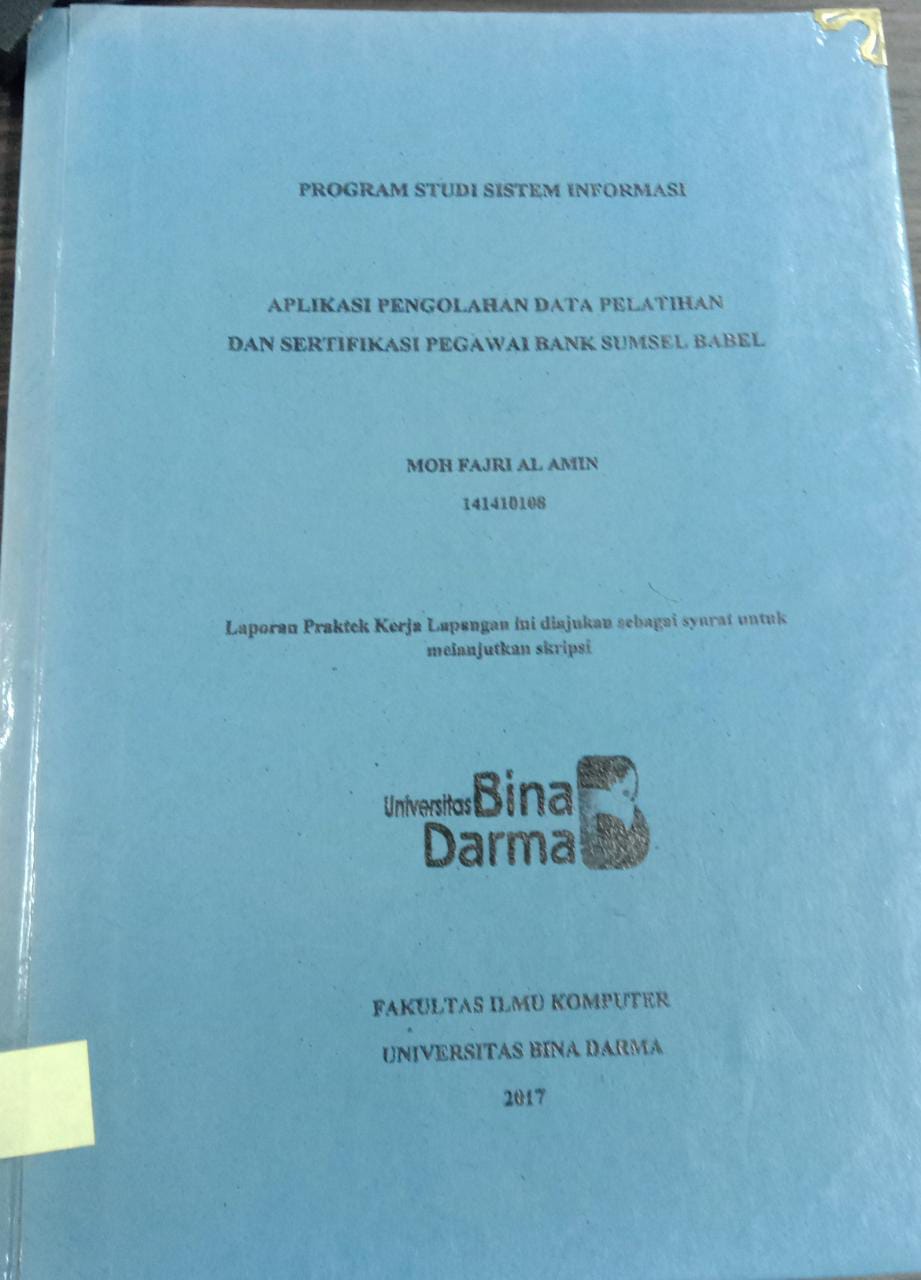 PROGRAM STUDI SISTEM INFORMASI
APLIKASI PENGOLAHAN DATA PELATIHAN
DAN SERTIFIKASI PEGAWAI BANK SUMSEL BABEL
MOH FAJRI AL AMIN
141410108
Laporan Praktek Kerja Lapangan ini diajukan sebagai syarat untuk
melanjutkan skripsi
Universitas Bina
Darma
FAKULTAS ILMU KOMPUTER
UNIVERSITAS BINA DARMA
2017